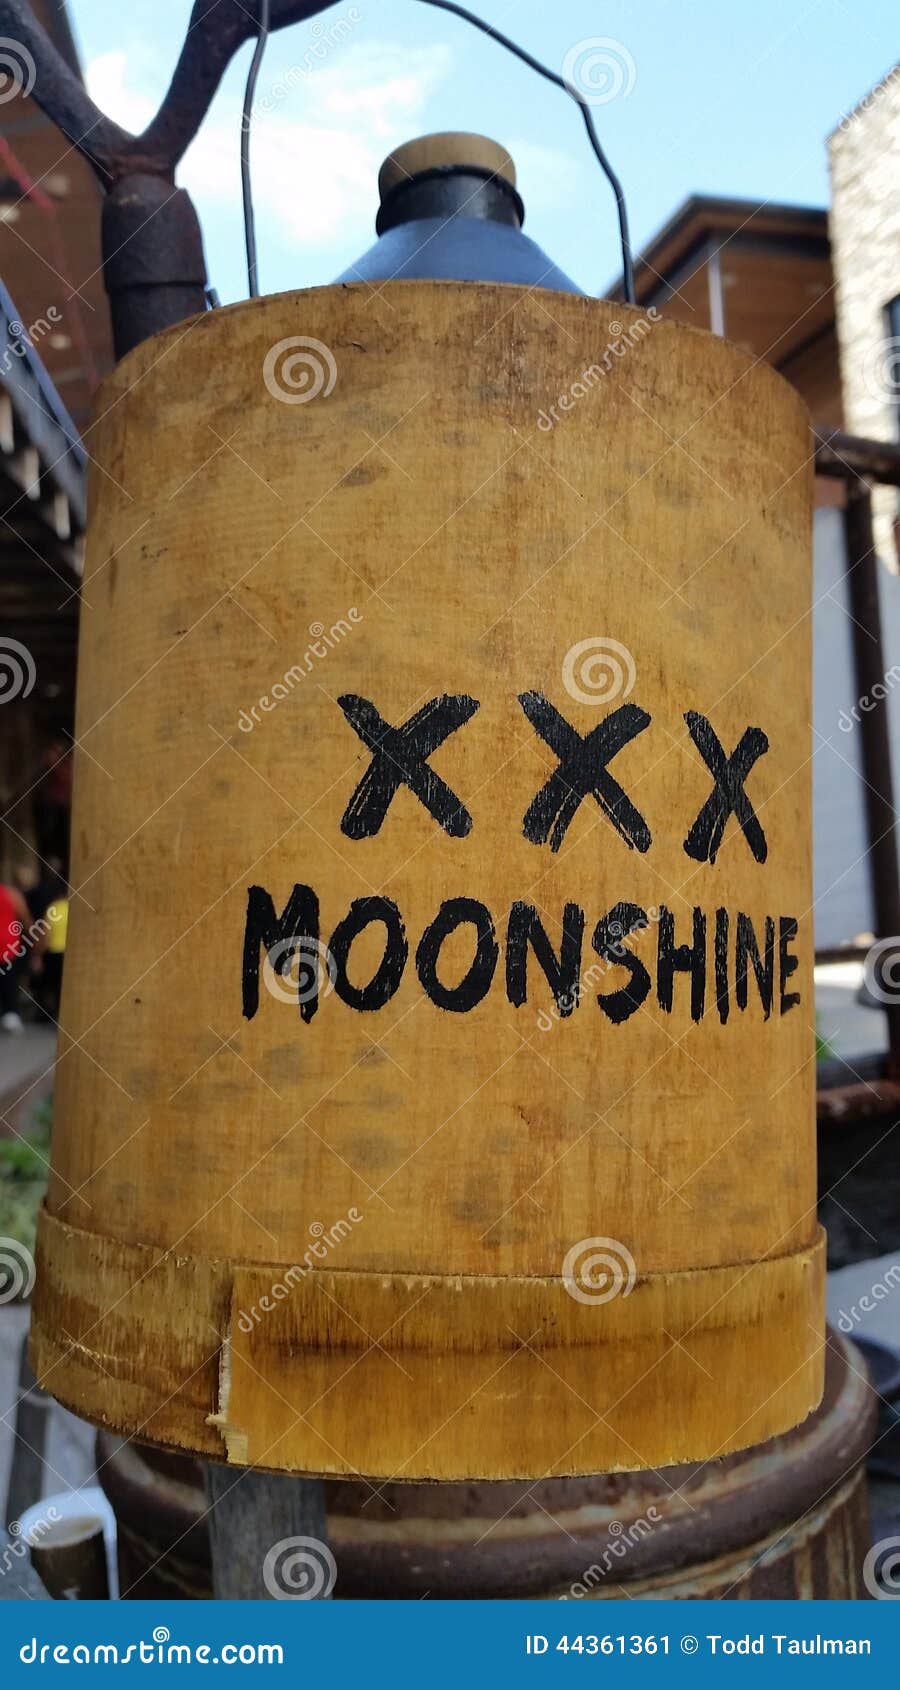 XXX
MOONSHINE
dreamstime.com
ID 44361361 © Todd Taulman